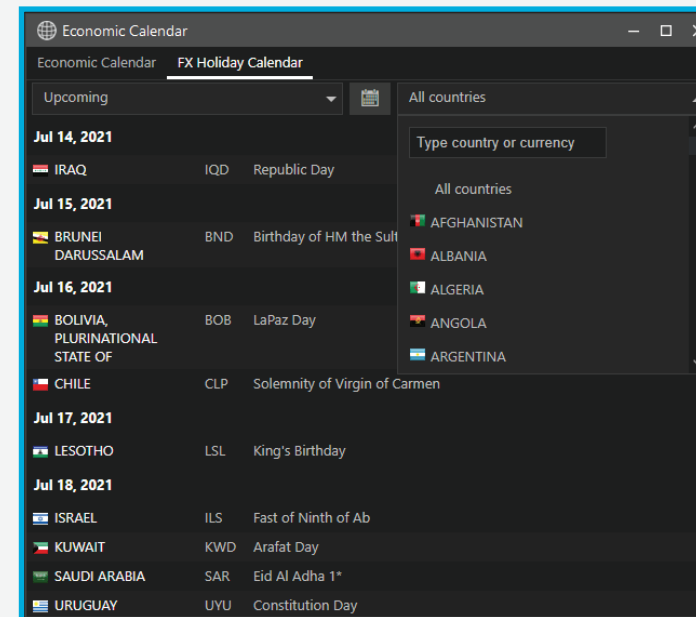 Economic Calendar
Economic Calendar FX Holiday Calendar
Upcoming All countries
Type country or currency
All countries
AFGHANISTAN
ALBANIA
ALGERIA
ANGOLA
ARGENTINA
Jul 14, 2021
IRAQ IQD Republic Day
Jul 15, 2021
BRUNEI BND Birthday of HM the Sult
DARUSSALAM
Jul 16, 2021
BOLIVIA, BOB LaPaz Day
PLURINATIONAL
STATE OF
CHILE CLP Solemnity of Virgin of Carmen
Jul 17, 2021
LESOTHO LSL King's Birthday
Jul 18, 2021
ISRAEL ILS Fast of Ninth of Ab
KUWAIT KWD Arafat Day
SAUDI ARABIA SAR Eid Al Adha 1*
URUGUAY UYU Constitution Day